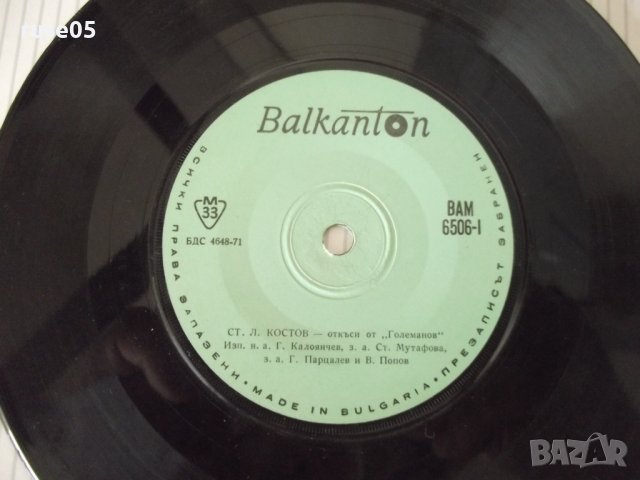 ruse05
Balkanton
М
33
БДС 4648-71
ВАМ
6506-I
СТ. Л. КОСТОВ — откъси от „Големанов“
Изп. н. а. Г. Калоянчев, з. а. Ст. Мутафова,
з. а. Г. Парцалев и В. Попов
ВСИЧКИ ПРАВА ЗАПАЗЕНИ • MADE IN BULGARIA • ПРЕЗАПИСЪТ ЗАБРАНЕН
BAZAR